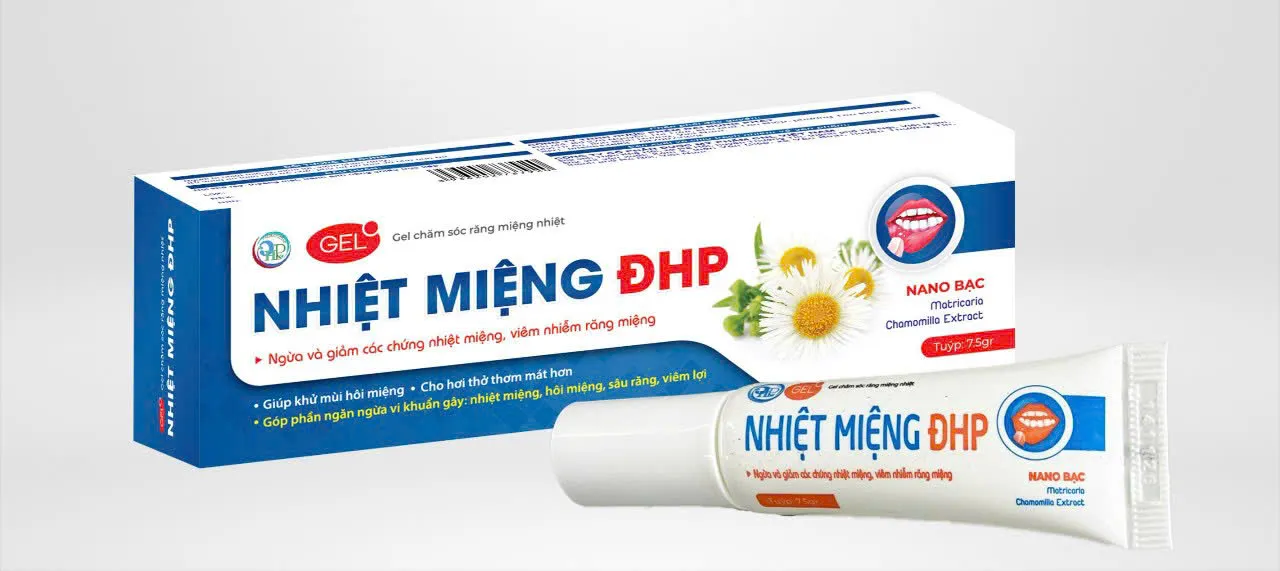 GEL
Gel chăm sóc răng miệng nhiệt
NHIỆT MIỆNG ĐHP
Ngừa và giảm các chứng nhiệt miệng, viêm nhiễm răng miệng
• Giúp khử mùi hôi miệng • Cho hơi thở thơm mát hơn
• Góp phần ngăn ngừa vi khuẩn gây: nhiệt miệng, hôi miệng, sâu răng, viêm lợi
NANO BẠC
Matricaria
Chamomilla Extract
Tuýp: 7.5gr
GEL
Gel chăm sóc răng miệng nhiệt
NHIỆT MIỆNG ĐHP
GEL
Gel chăm sóc răng miệng nhiệt
NHIỆT MIỆNG ĐHP
Ngừa và giảm các chứng nhiệt miệng, viêm nhiễm răng miệng
Tuýp: 7.5gr
NANO BẠC
Matricaria
Chamomilla Extract